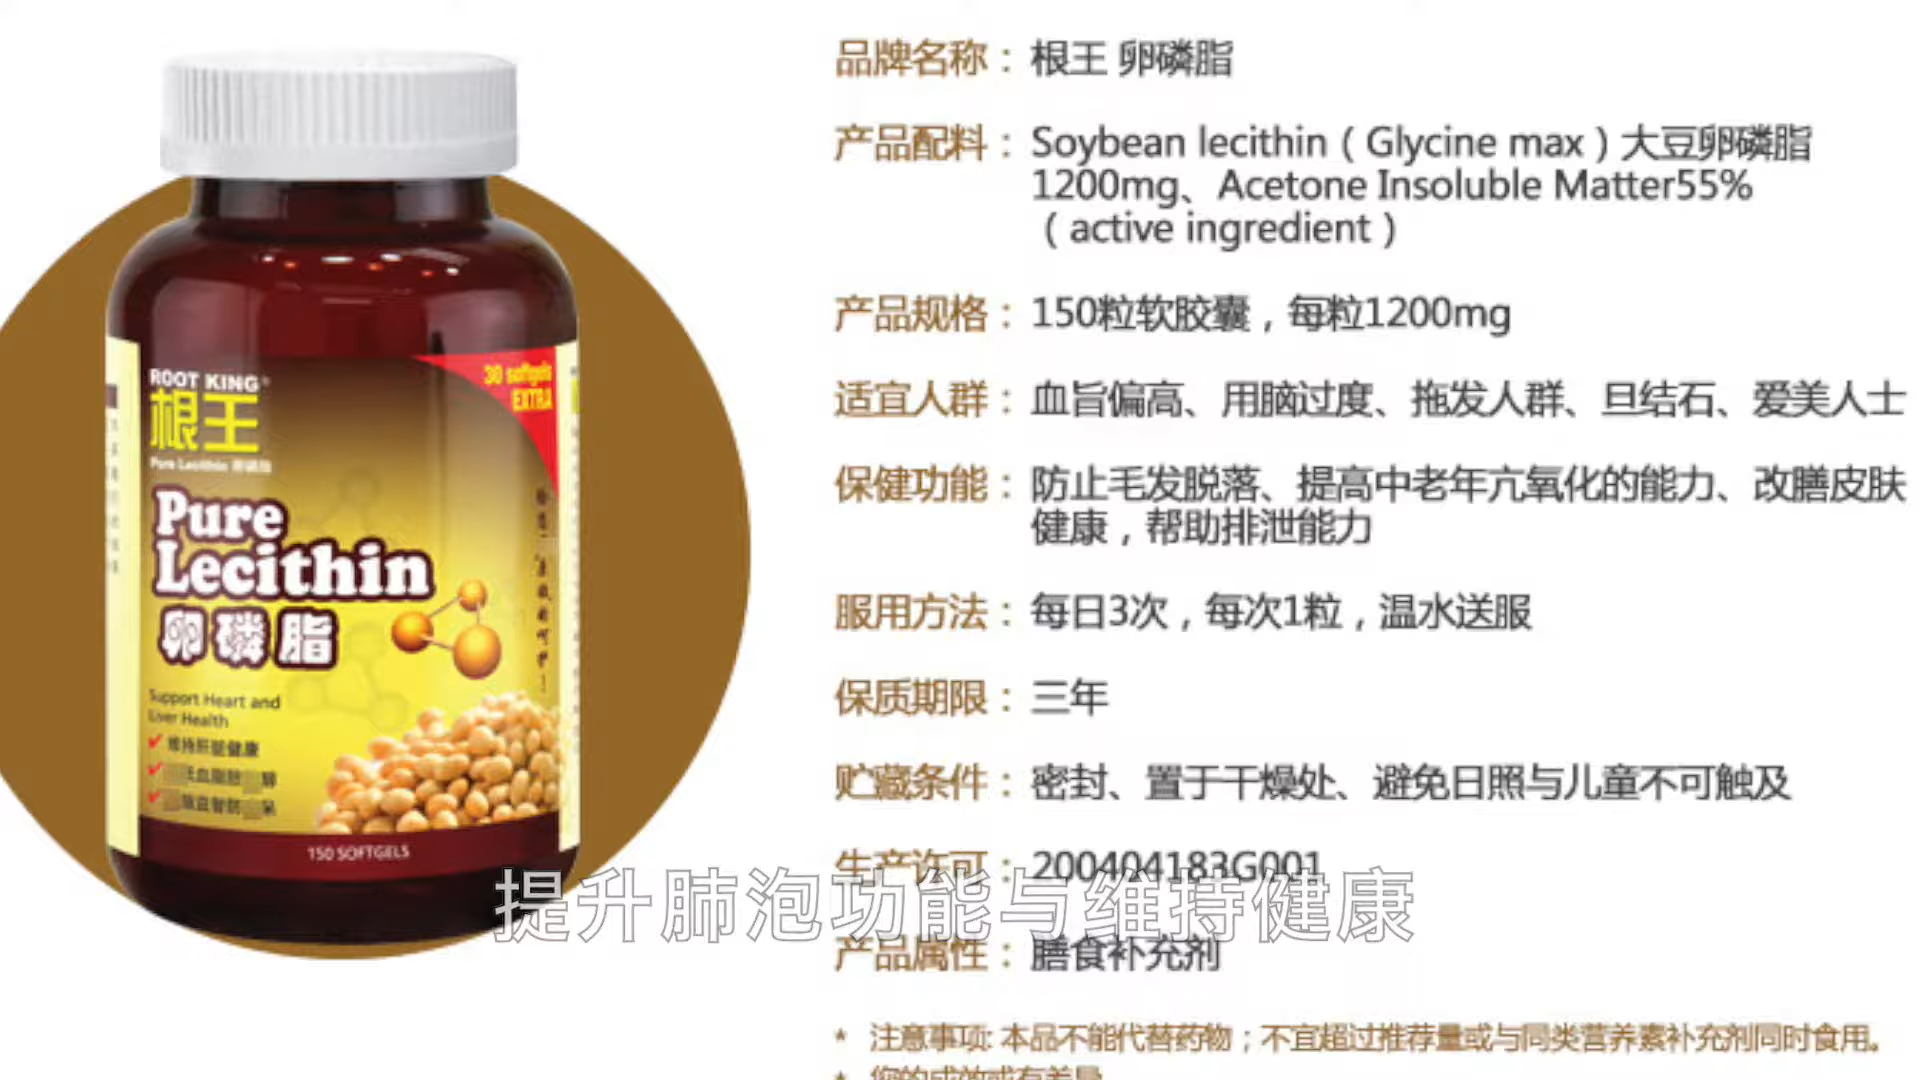 ROOT KING®
根王
Pure Lecithin 卵磷脂
30 softgels
EXTRA
Pure
Lecithin
卵磷脂
Support Heart and
Liver Health
维持肝脏健康
150 SOFTGELS
品牌名称：根王 卵磷脂
产品配料：Soybean lecithin（Glycine max）大豆卵磷脂
1200mg、Acetone Insoluble Matter55%
（active ingredient）
产品规格：150粒软胶囊，每粒1200mg
适宜人群：血旨偏高、用脑过度、拖发人群、旦结石、爱美人士
保健功能：防止毛发脱落、提高中老年亢氧化的能力、改膳皮肤
健康，帮助排泄能力
服用方法：每日3次，每次1粒，温水送服
保质期限：三年
贮藏条件：密封、置于干燥处、避免日照与儿童不可触及
生产许可：200404183G001
提升肺泡功能与维持健康
产品属性：膳食补充剂
* 注意事项: 本品不能代替药物；不宜超过推荐量或与同类营养素补充剂同时食用。